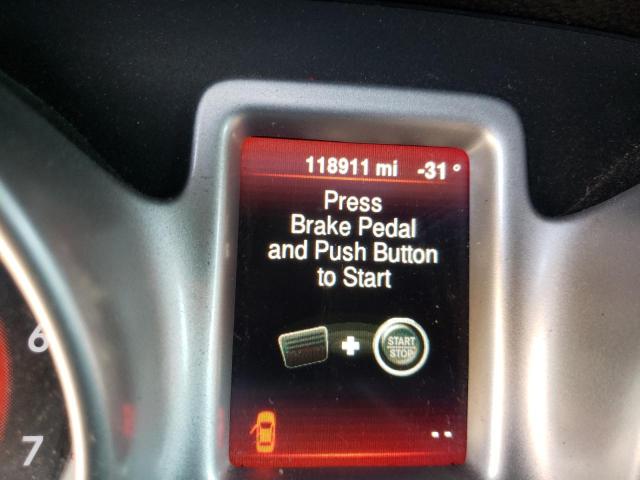 118911 mi -31°
Press
Brake Pedal
and Push Button
to Start
START
STOP
6
7
--